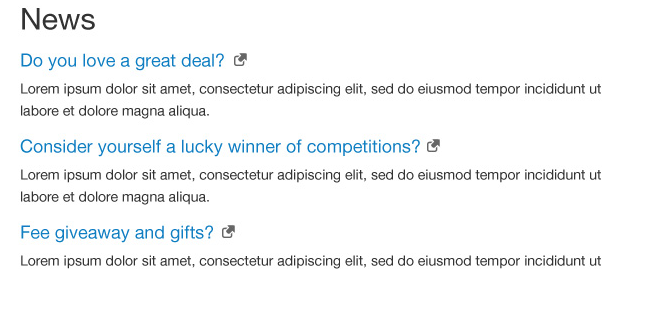 News
Do you love a great deal?
Lorem ipsum dolor sit amet, consectetur adipiscing elit, sed do eiusmod tempor incididunt ut
labore et dolore magna aliqua.
Consider yourself a lucky winner of competitions?
Lorem ipsum dolor sit amet, consectetur adipiscing elit, sed do eiusmod tempor incididunt ut
labore et dolore magna aliqua.
Fee giveaway and gifts?
Lorem ipsum dolor sit amet, consectetur adipiscing elit, sed do eiusmod tempor incididunt ut